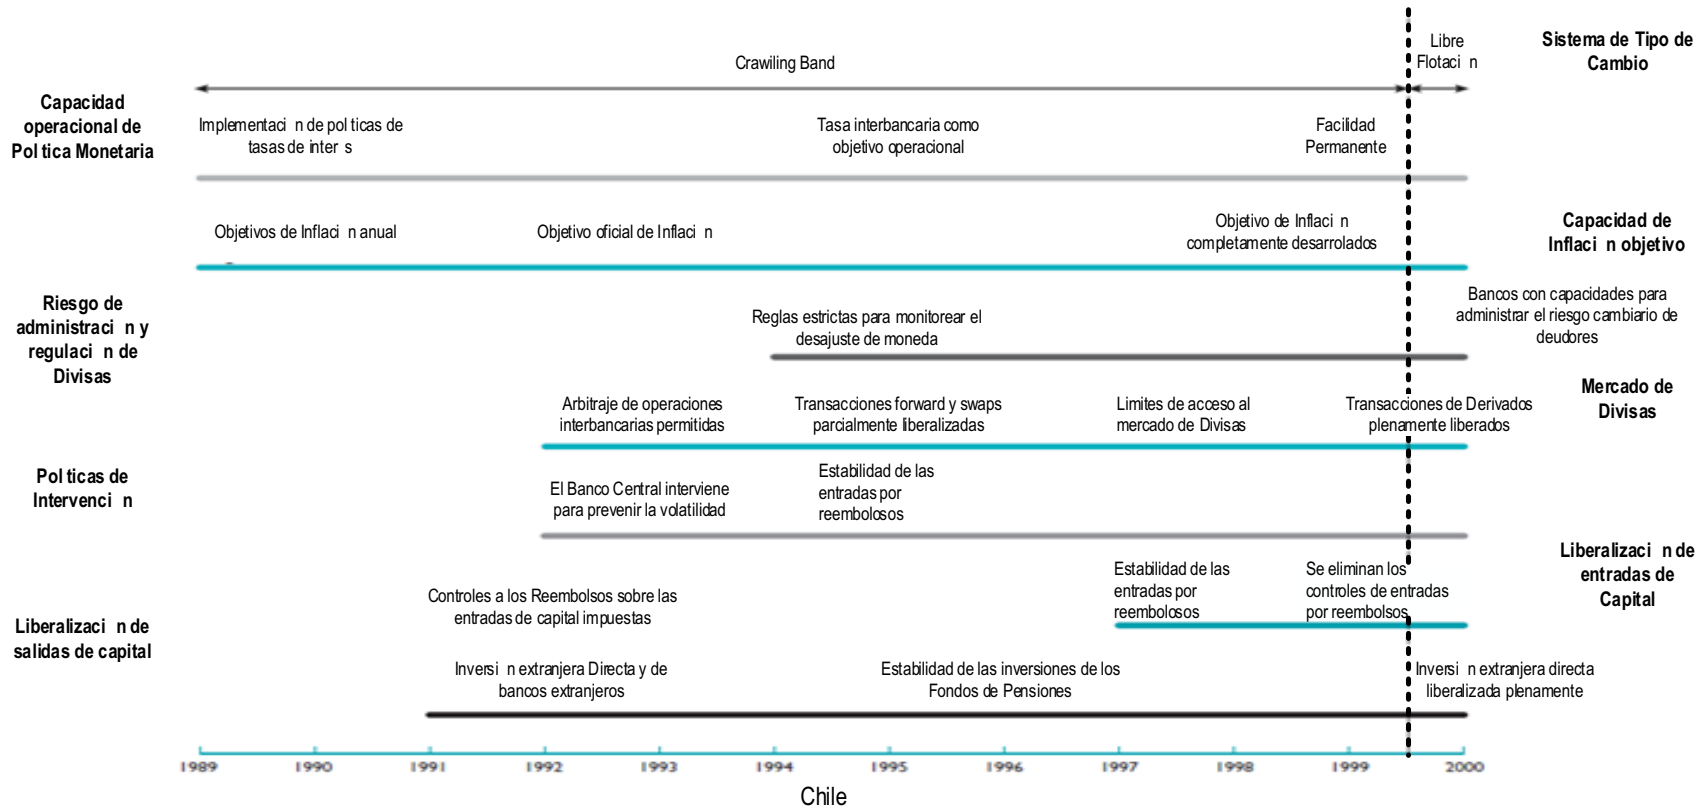 Crawiling Band
Libre
Flotaci n
Sistema de Tipo de
Cambio
Capacidad
operacional de
Pol tica Monetaria
Implementaci n de pol ticas de
tasas de inter s
Tasa interbancaria como
objetivo operacional
Facilidad
Permanente
Objetivos de Inflaci n anual
Objetivo oficial de Inflaci n
Objetivo de Inflaci n
completamente desarrolados
Capacidad de
Inflaci n objetivo
Riesgo de
administraci n y
regulaci n de
Divisas
Reglas estrictas para monitorear el
desajuste de moneda
Bancos con capacidades para
administrar el riesgo cambiario de
deudores
Mercado de
Divisas
Arbitraje de operaciones
interbancarias permitidas
Transacciones forward y swaps
parcialmente liberalizadas
Limites de acceso al
mercado de Divisas
Transacciones de Derivados
plenamente liberados
Pol ticas de
Intervenci n
El Banco Central interviene
para prevenir la volatilidad
Estabilidad de las
entradas por
reembolosos
Liberalizaci n de
entradas de
Capital
Controles a los Reembolsos sobre las
entradas de capital impuestas
Estabilidad de las
entradas por
reembolosos
Se eliminan los
controles de entradas
por reembolsos
Liberalizaci n de
salidas de capital
Inversi n extranjera Directa y de
bancos extranjeros
Estabilidad de las inversiones de los
Fondos de Pensiones
Inversi n extranjera directa
liberalizada plenamente
1989 1990 1991 1992 1993 1994 1995 1996 1997 1998 1999 2000
Chile